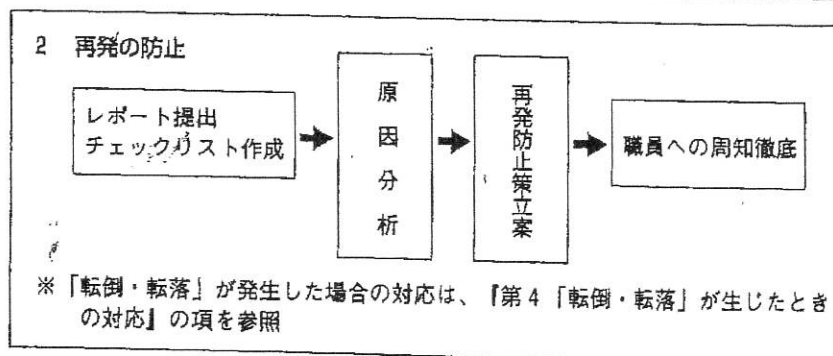 2 再発の防止
レポート提出
チェックリスト作成
原因分析
再発防止策立案
職員への周知徹底
※「転倒・転落」が発生した場合の対応は、『第4「転倒・転落」が生じたとき
の対応』の項を参照